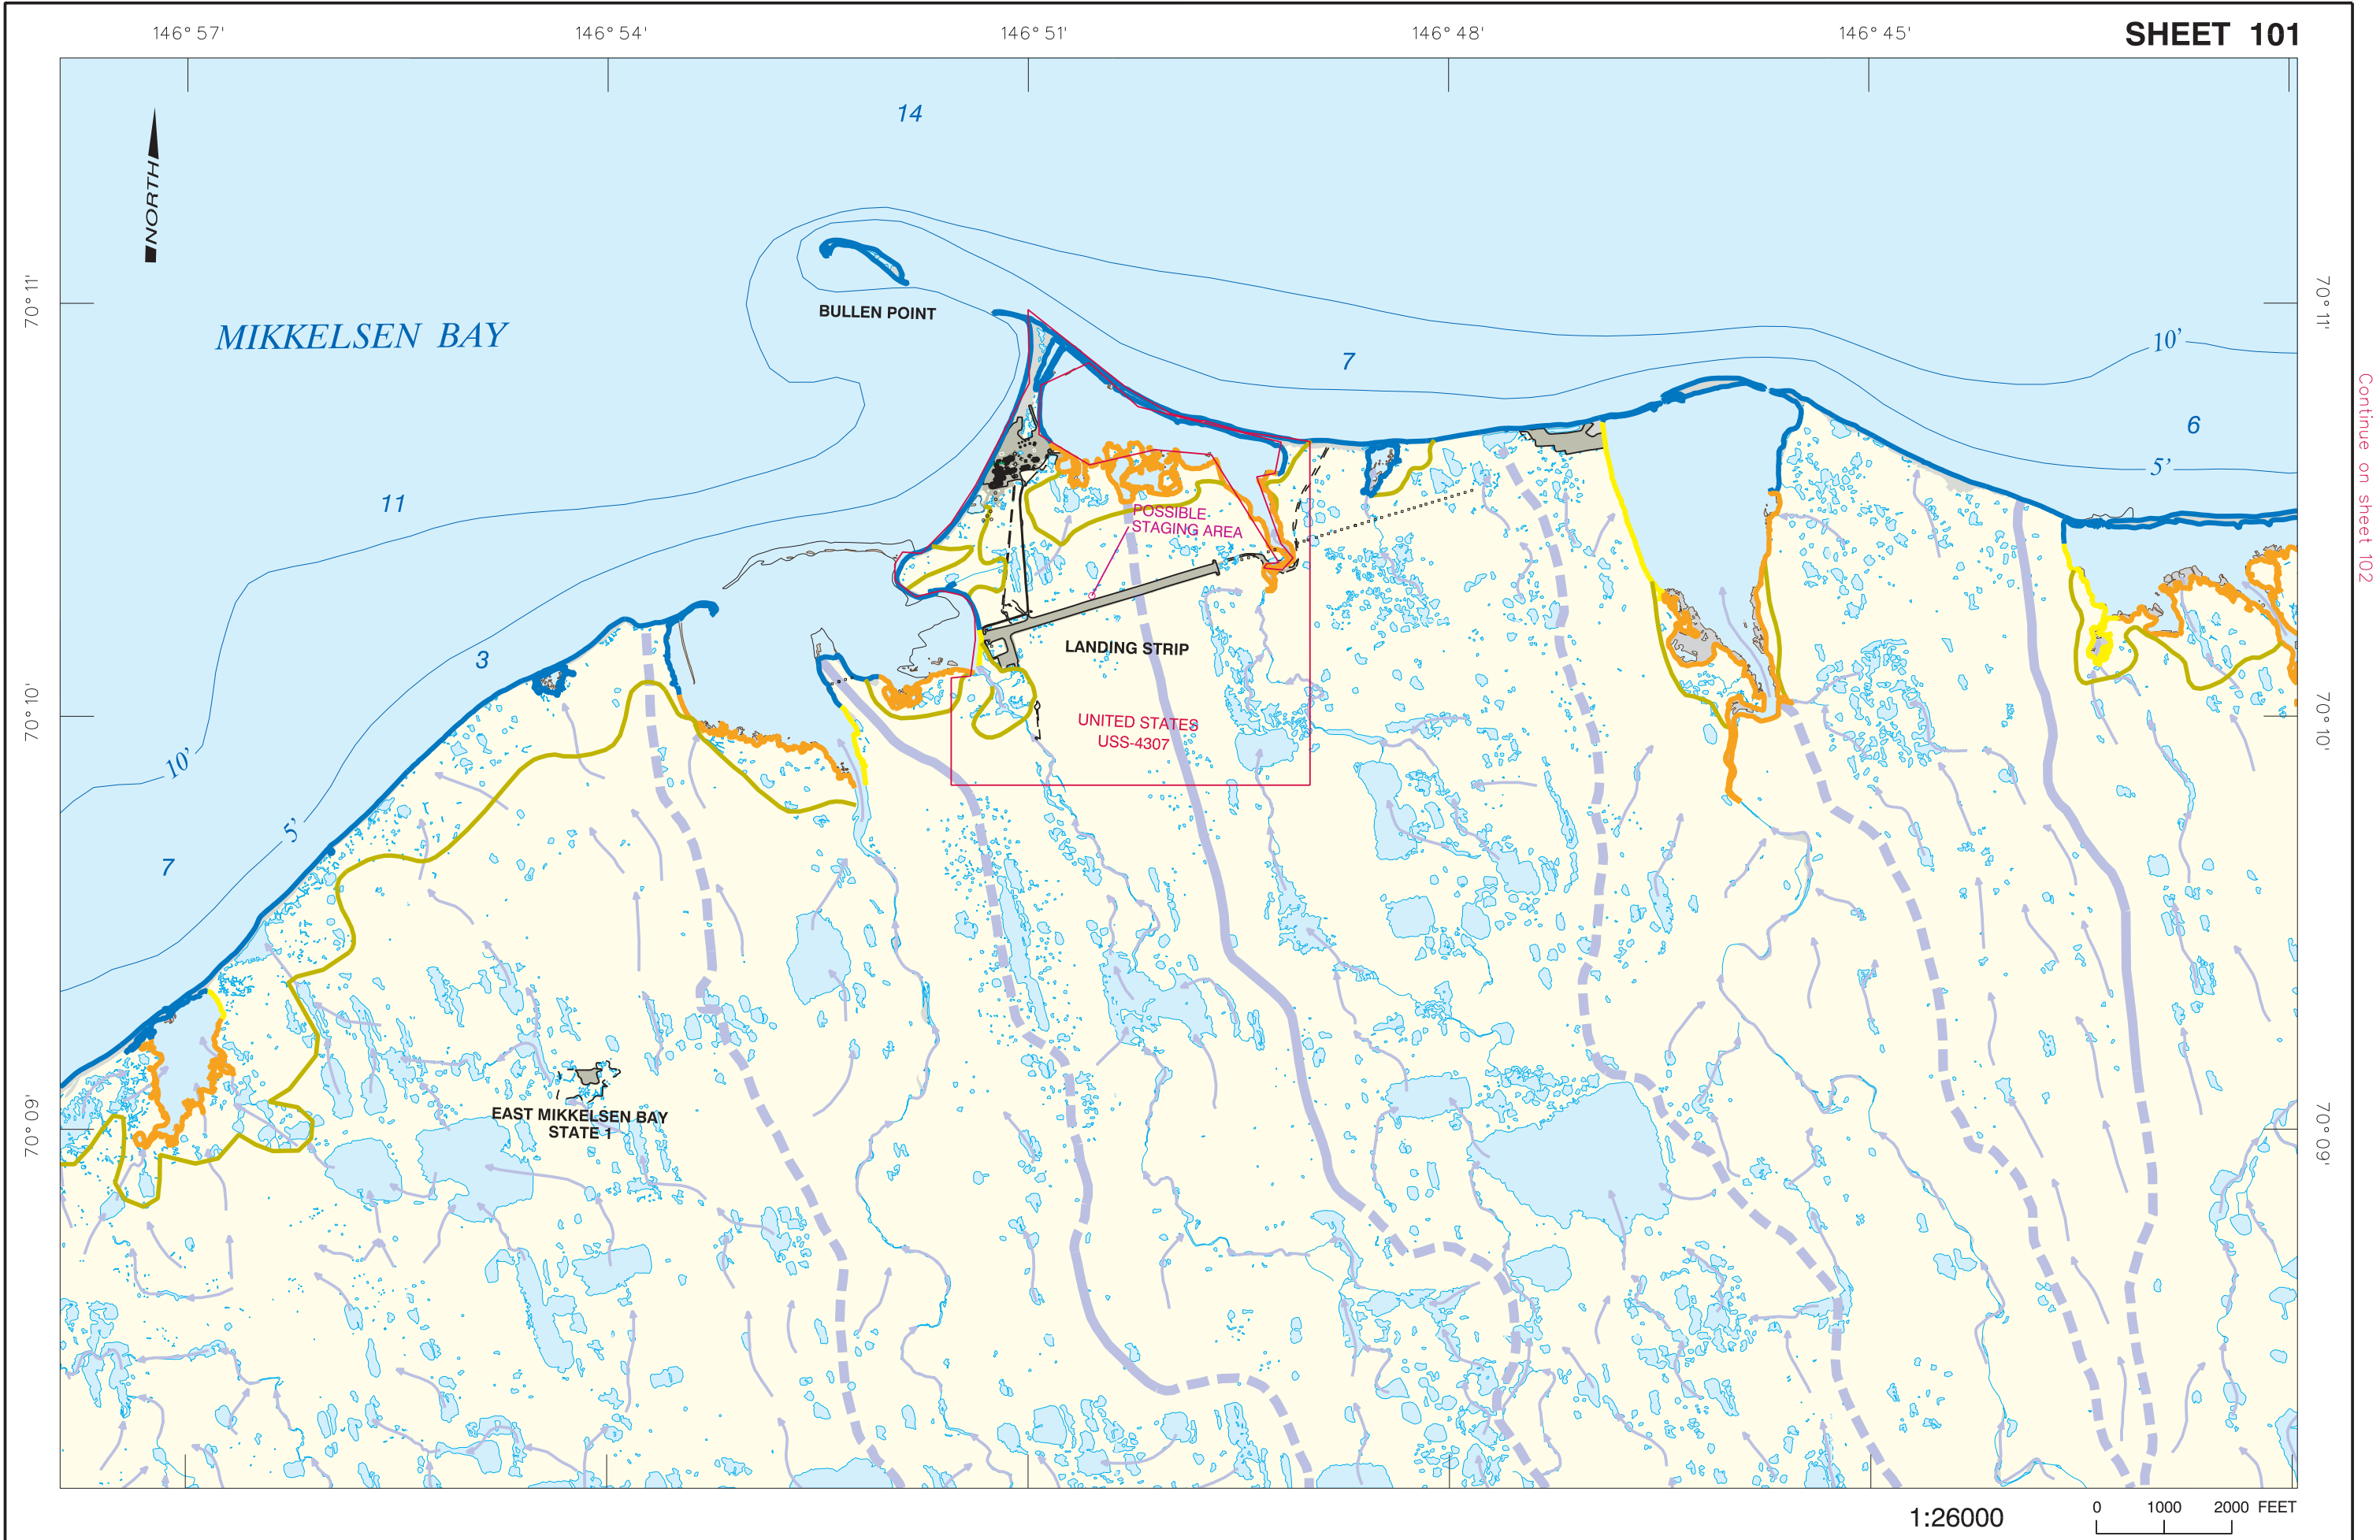 146° 57'
146° 54'
146° 51'
146° 48'
146° 45'
SHEET 101
NORTH
14
70° 11'
70° 11'
BULLEN POINT
MIKKELSEN BAY
10'
7
Continue on sheet 102
6
5'
11
POSSIBLE
STAGING AREA
LANDING STRIP
3
UNITED STATES
USS-4307
70° 10'
70° 10'
10'
5'
7
EAST MIKKELSEN BAY
STATE 1
70° 09'
70° 09'
1:26000
0 1000 2000 FEET